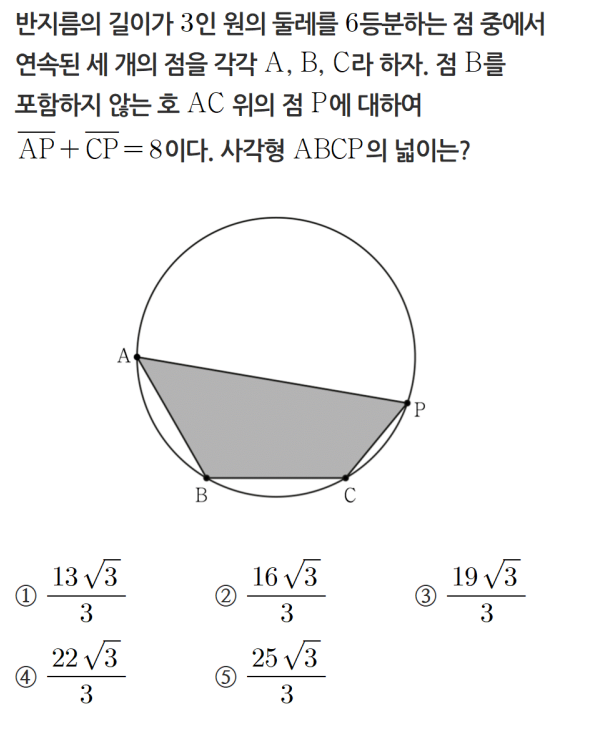 반지름의 길이가 3인 원의 둘레를 6등분하는 점 중에서
연속된 세 개의 점을 각각 A, B, C라 하자. 점 B를
포함하지 않는 호 AC 위의 점 P에 대하여
$\overline{AP}+\overline{CP}=8$이다. 사각형 ABCP의 넓이는?
A
P
B
C
① $\frac{13\sqrt{3}}{3}$ ② $\frac{16\sqrt{3}}{3}$ ③ $\frac{19\sqrt{3}}{3}$
④ $\frac{22\sqrt{3}}{3}$ ⑤ $\frac{25\sqrt{3}}{3}$